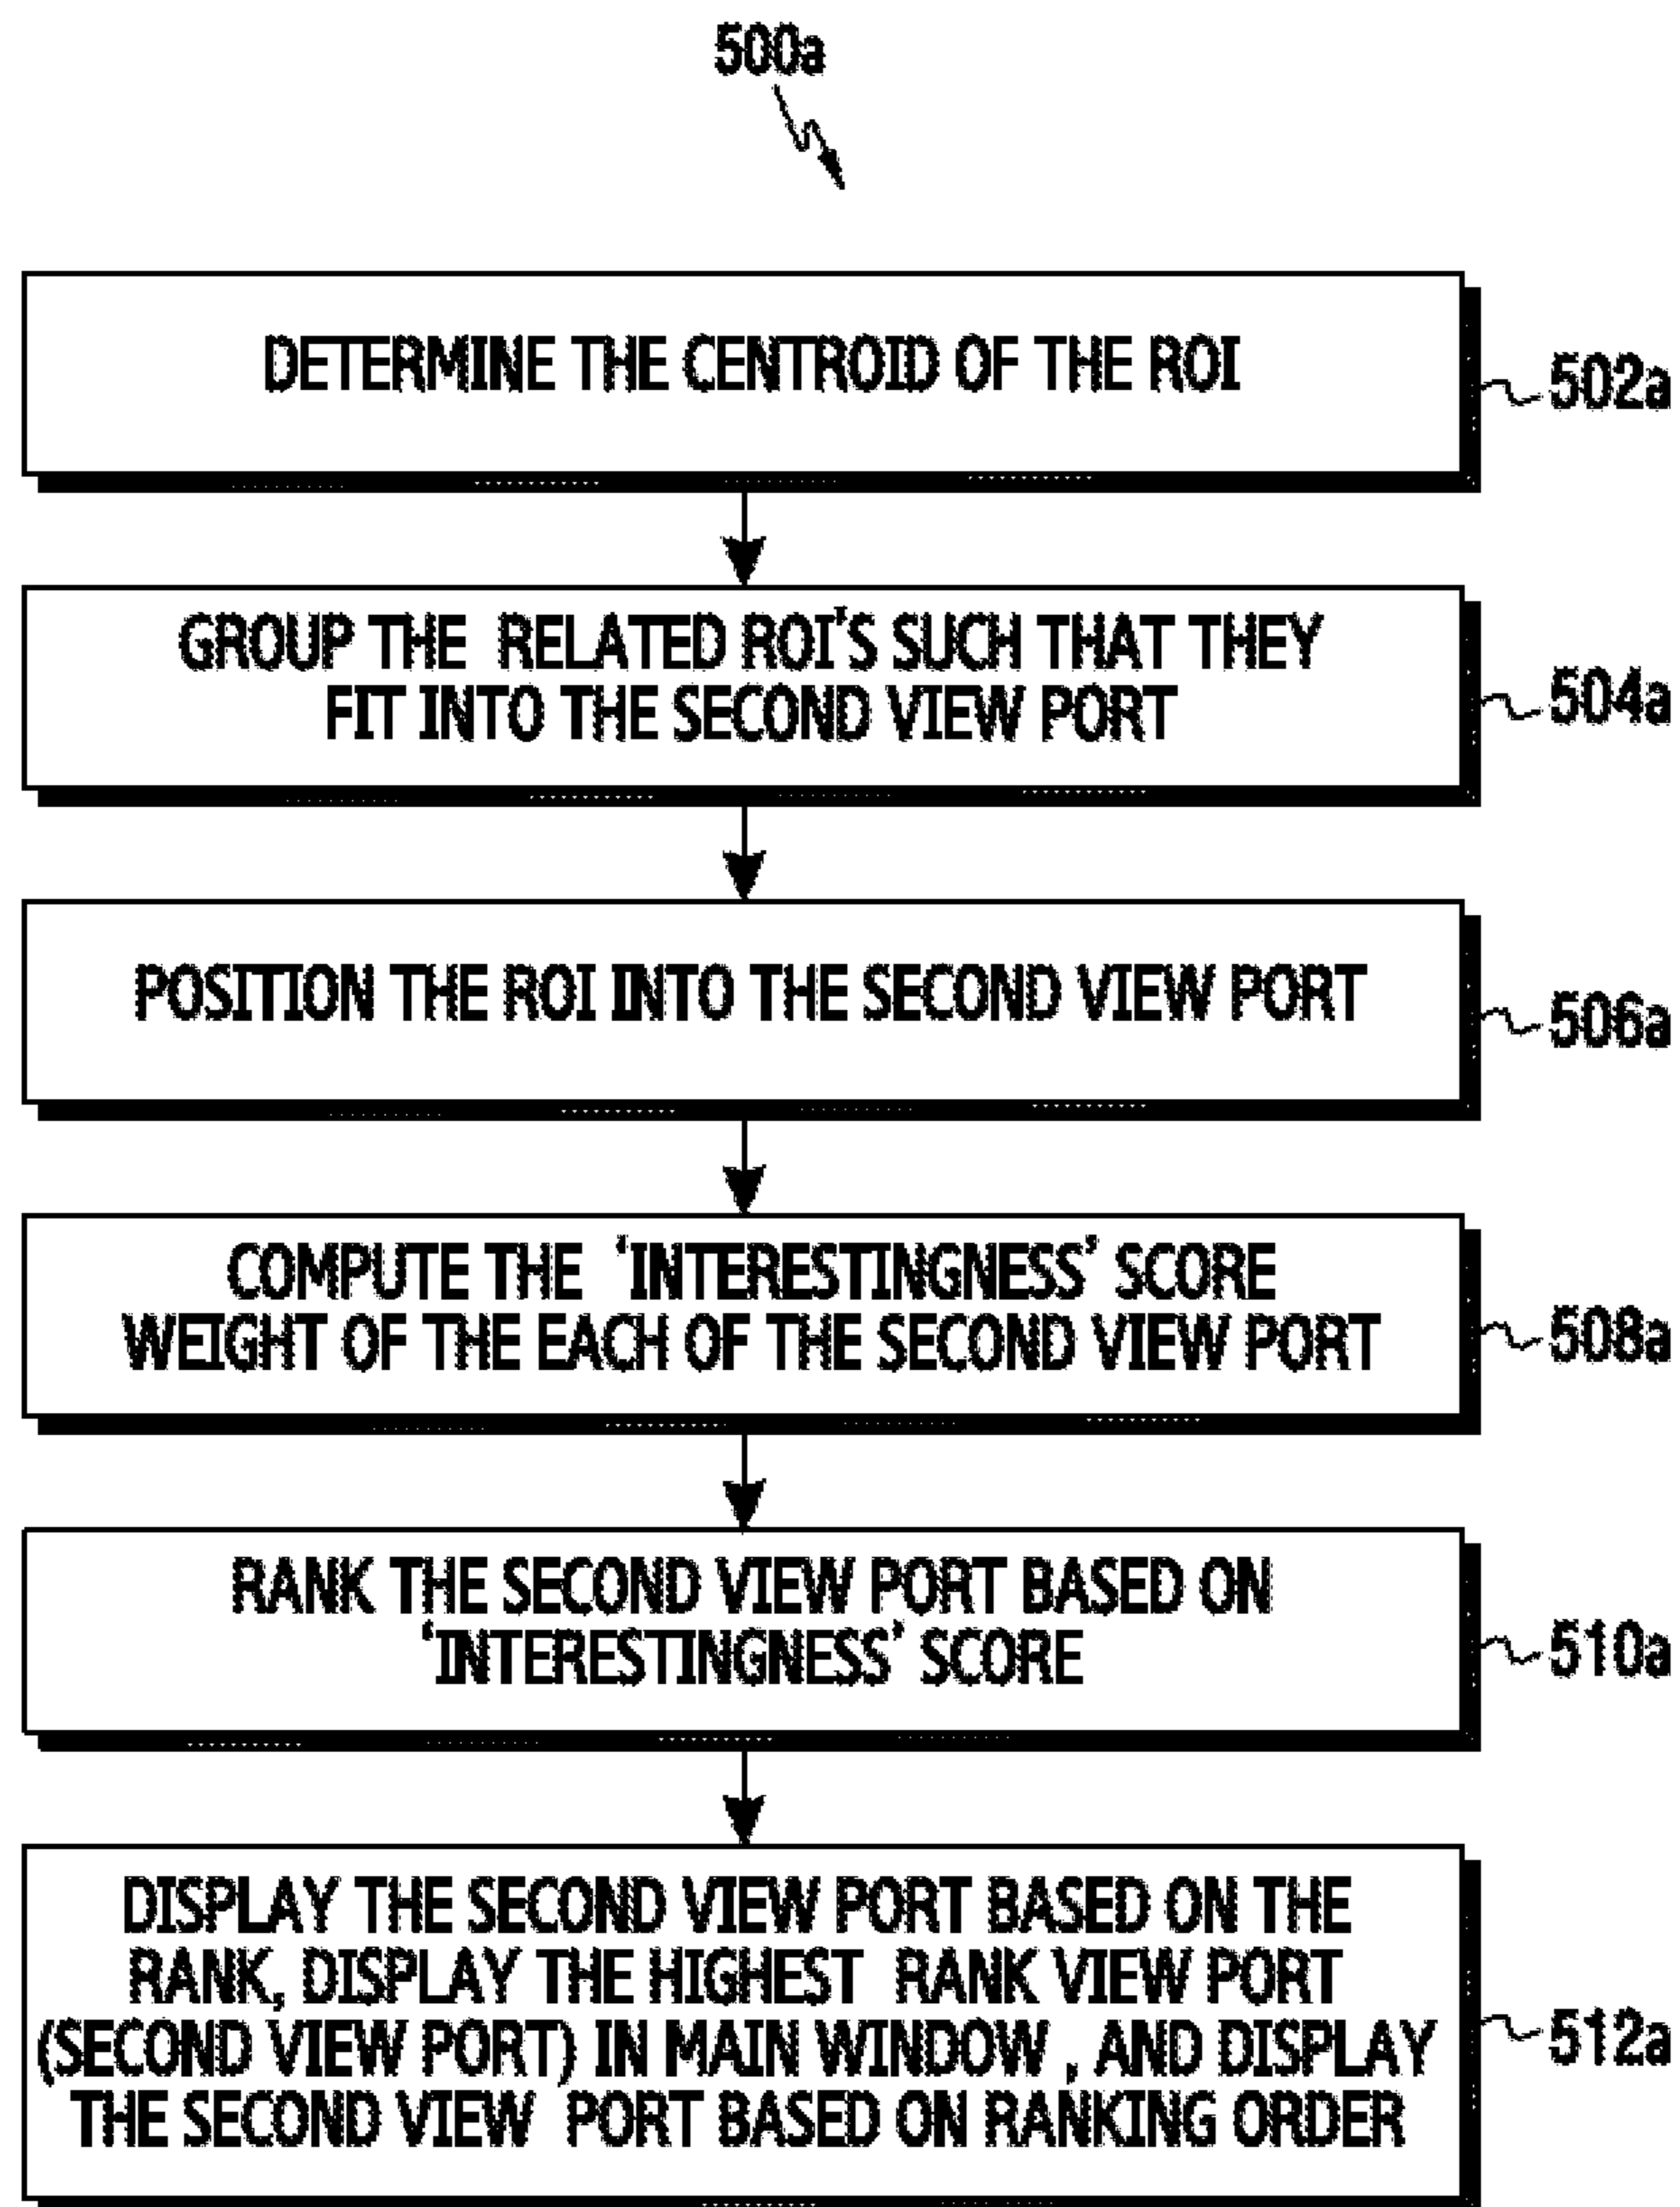 500a
DETERMINE THE CENTROID OF THE ROI
502a
GROUP THE RELATED ROI'S SUCH THAT THEY
FIT INTO THE SECOND VIEW PORT
504a
POSITION THE ROI INTO THE SECOND VIEW PORT
506a
COMPUTE THE 'INTERESTINGNESS' SCORE
WEIGHT OF THE EACH OF THE SECOND VIEW PORT
508a
RANK THE SECOND VIEW PORT BASED ON
'INTERESTINGNESS' SCORE
510a
DISPLAY THE SECOND VIEW PORT BASED ON THE
RANK, DISPLAY THE HIGHEST RANK VIEW PORT
(SECOND VIEW PORT) IN MAIN WINDOW , AND DISPLAY
THE SECOND VIEW PORT BASED ON RANKING ORDER
512a